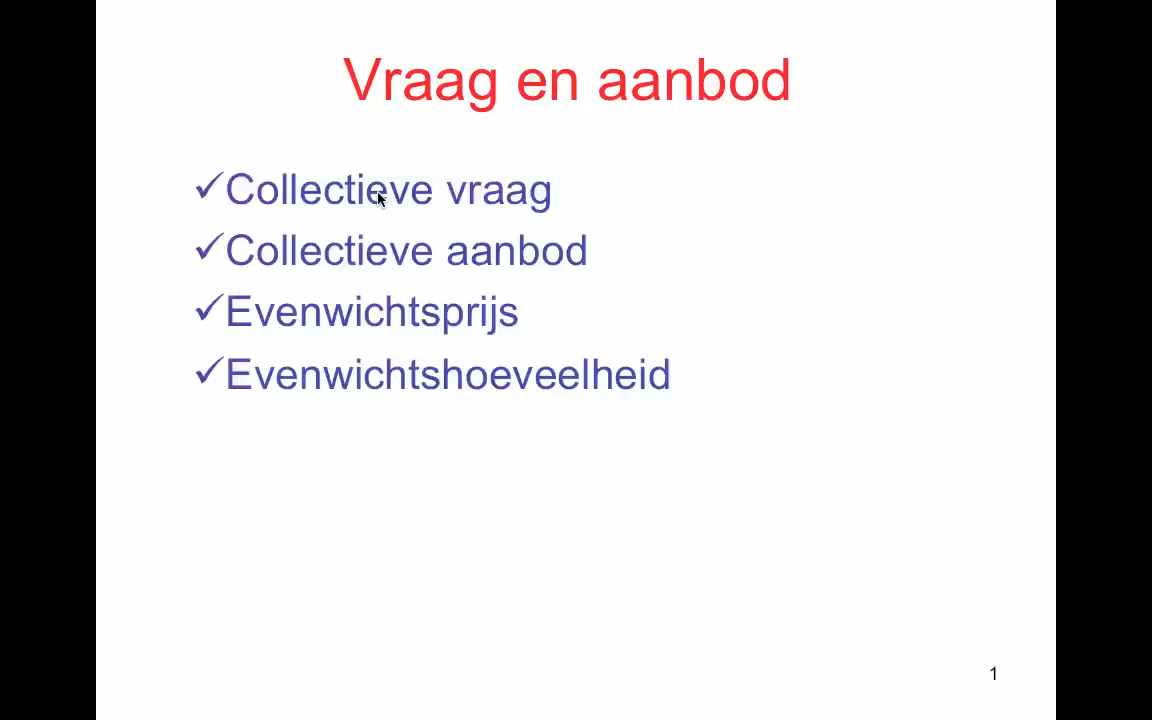 Vraag en aanbod
✓Collectieve vraag
✓Collectieve aanbod
✓Evenwichtsprijs
✓Evenwichtshoeveelheid
1